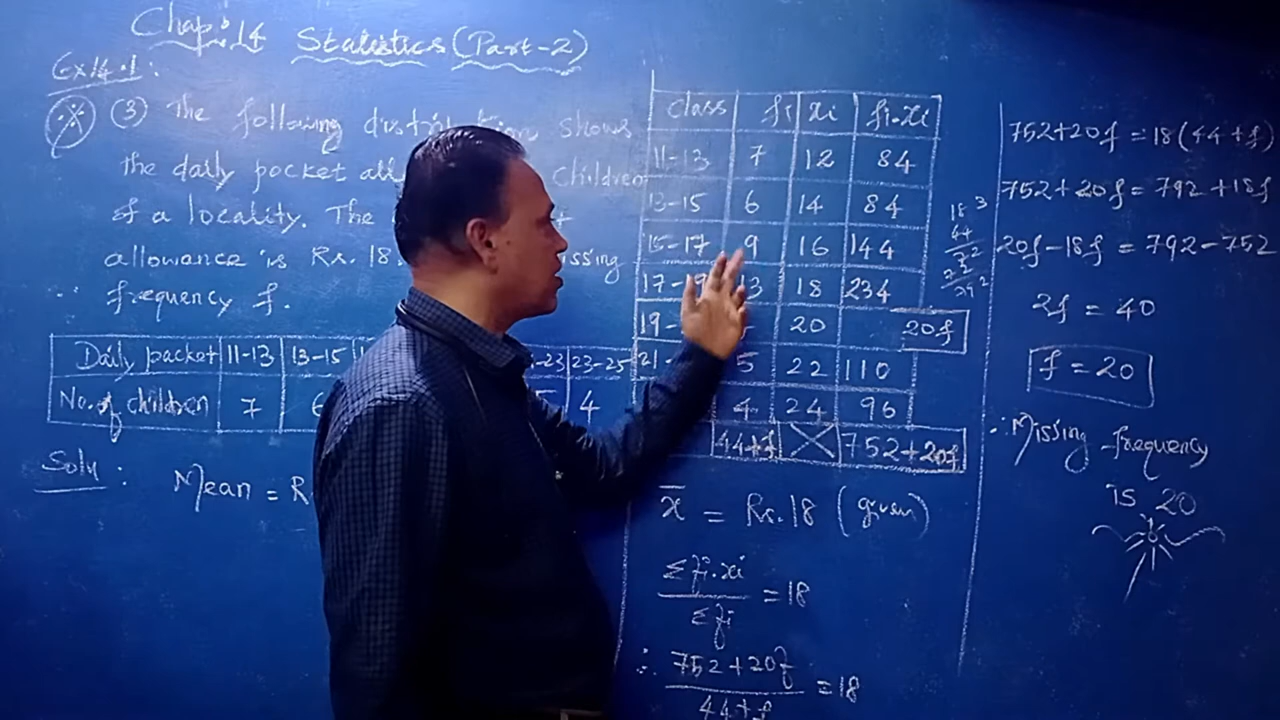 Chap:14 Statistics (Part-2)
Ex14.1:
(3) The following distribution shows
the daily pocket all children
of a locality. The
allowance is Rs. 18. issing
frequency f.
Daily pocket 11-13 13-15 -23 23-25
No. of children 7 6 4
Soln :
Mean = R
class fi xi fi.xi
11-13 7 12 84
13-15 6 14 84
15-17 9 16 144
17-19 13 18 234
19- 20 20f
21- 5 22 110
4 24 96
44+f 752+20f
x̄ = Rs. 18 (given)
Σfi.xi / Σfi = 18
∴ 752+20f / 44+f = 18
752+20f = 18(44+f)
752+20f = 792+18f
20f-18f = 792-752
2f = 40
f = 20
∴ Missing frequency
is 20